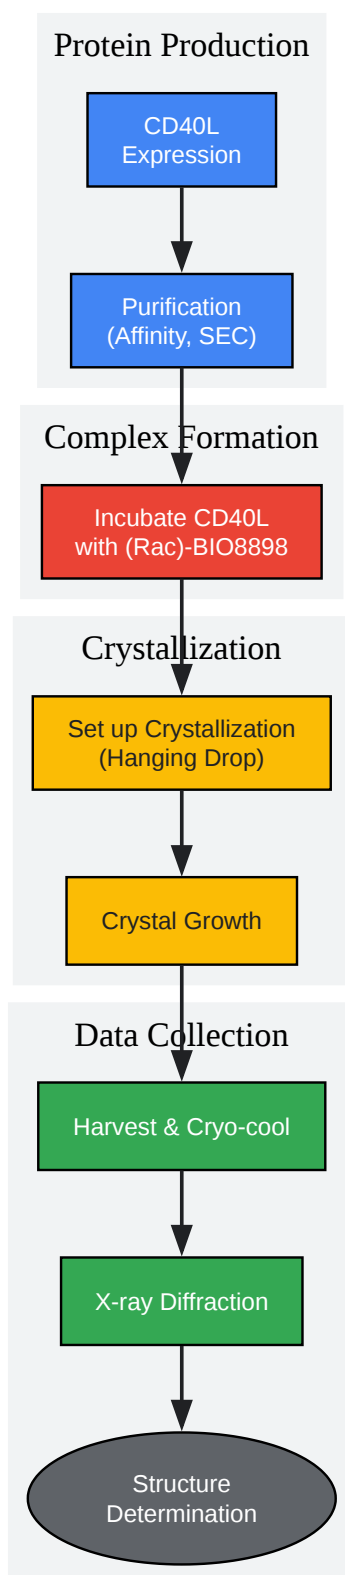 Protein Production
CD40L
Expression
Purification
(Affinity, SEC)
Complex Formation
Incubate CD40L
with (Rac)-BIO8898
Crystallization
Set up Crystallization
(Hanging Drop)
Crystal Growth
Data Collection
Harvest & Cryo-cool
X-ray Diffraction
Structure
Determination